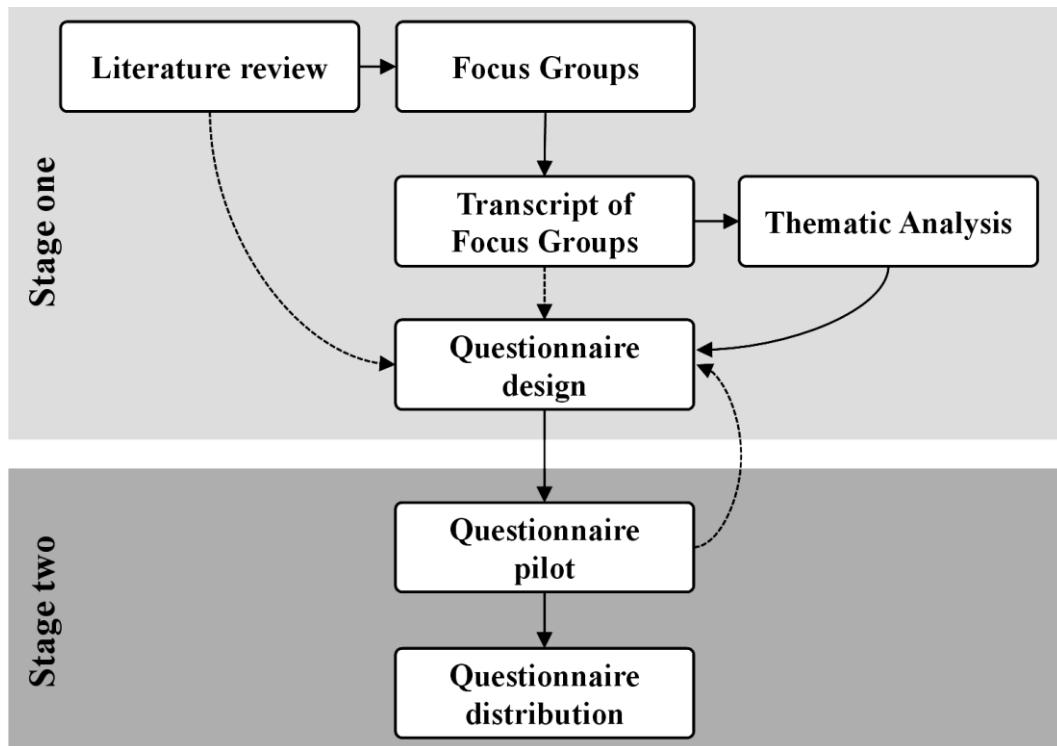 Stage one
Literature review
Focus Groups
Transcript of
Focus Groups
Thematic Analysis
Questionnaire
design
Stage two
Questionnaire
pilot
Questionnaire
distribution